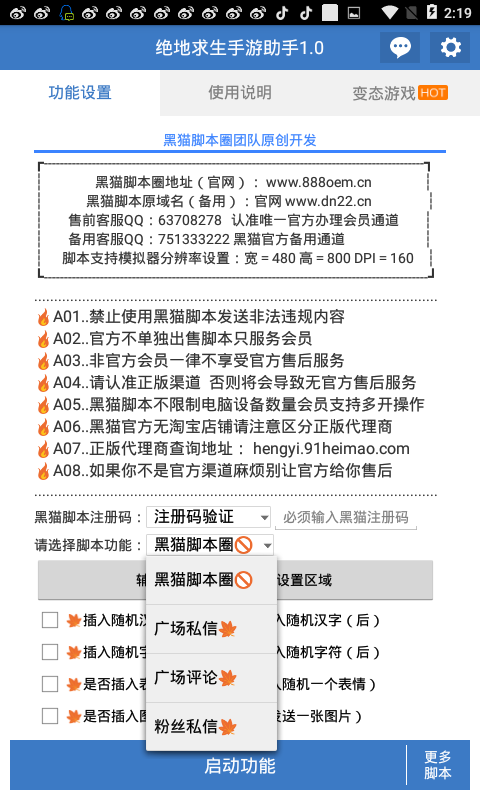 2:19
绝地求生手游助手1.0
功能设置
使用说明
变态游戏 HOT
黑猫脚本圈团队原创开发
黑猫脚本圈地址（官网）：www.888oem.cn
黑猫脚本原域名（备用）：官网 www.dn22.cn
售前客服QQ：63708278 认准唯一官方办理会员通道
备用客服QQ：751333222 黑猫官方备用通道
脚本支持模拟器分辨率设置：宽 = 480 高 = 800 DPI = 160
A01..禁止使用黑猫脚本发送非法违规内容
A02..官方不单独出售脚本只服务会员
A03..非官方会员一律不享受官方售后服务
A04..请认准正版渠道 否则将会导致无官方售后服务
A05..黑猫脚本不限制电脑设备数量会员支持多开操作
A06..黑猫官方无淘宝店铺请注意区分正版代理商
A07..正版代理商查询地址： hengyi.91heimao.com
A08..如果你不是官方渠道麻烦别让官方给你售后
黑猫脚本注册码： 注册码验证 必须输入黑猫注册码
请选择脚本功能： 黑猫脚本圈
设置区域
黑猫脚本圈
插入随机 入随机汉字（后）
广场私信
插入随机 入随机字符（后）
广场评论
是否插入 随机一个表情）
粉丝私信
是否插入 送一张图片）
启动功能
更多
脚本